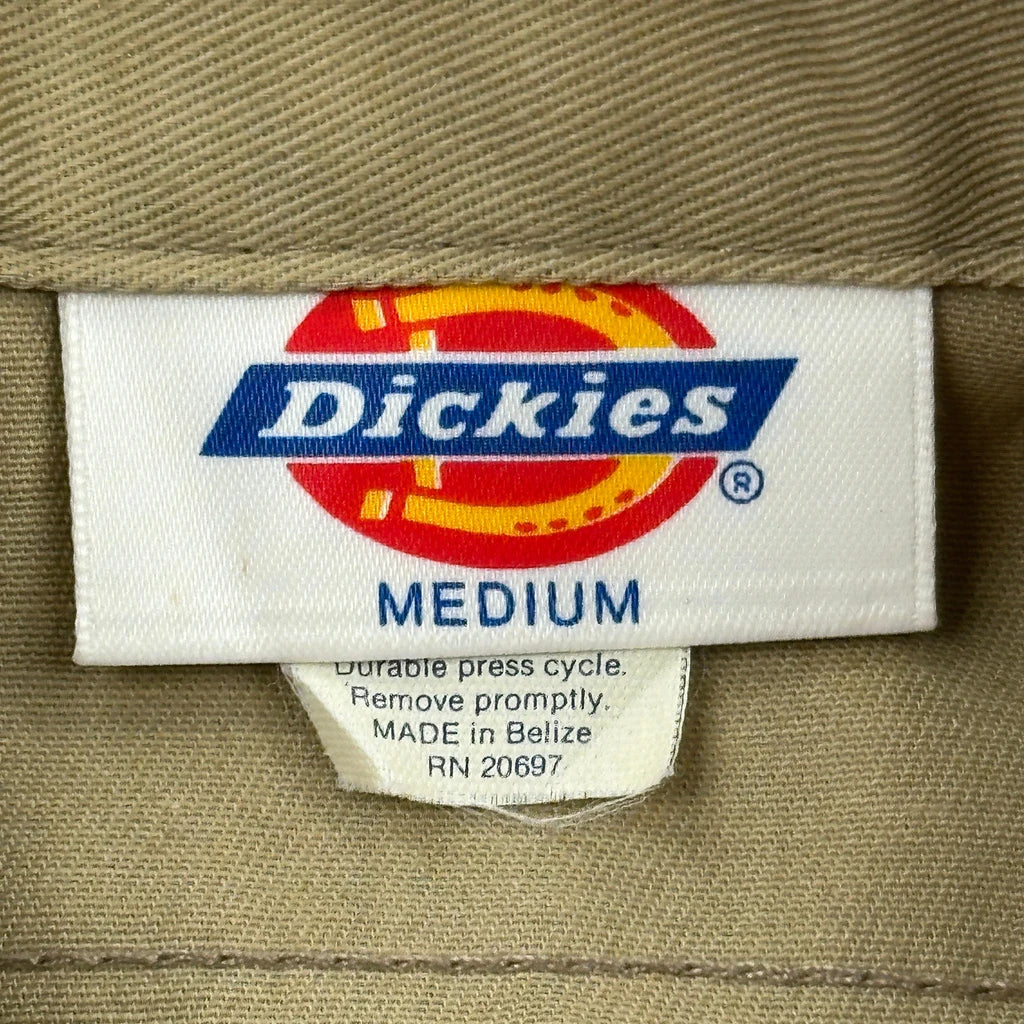 Dickies
®
MEDIUM
Durable press cycle.
Remove promptly.
MADE in Belize
RN 20697